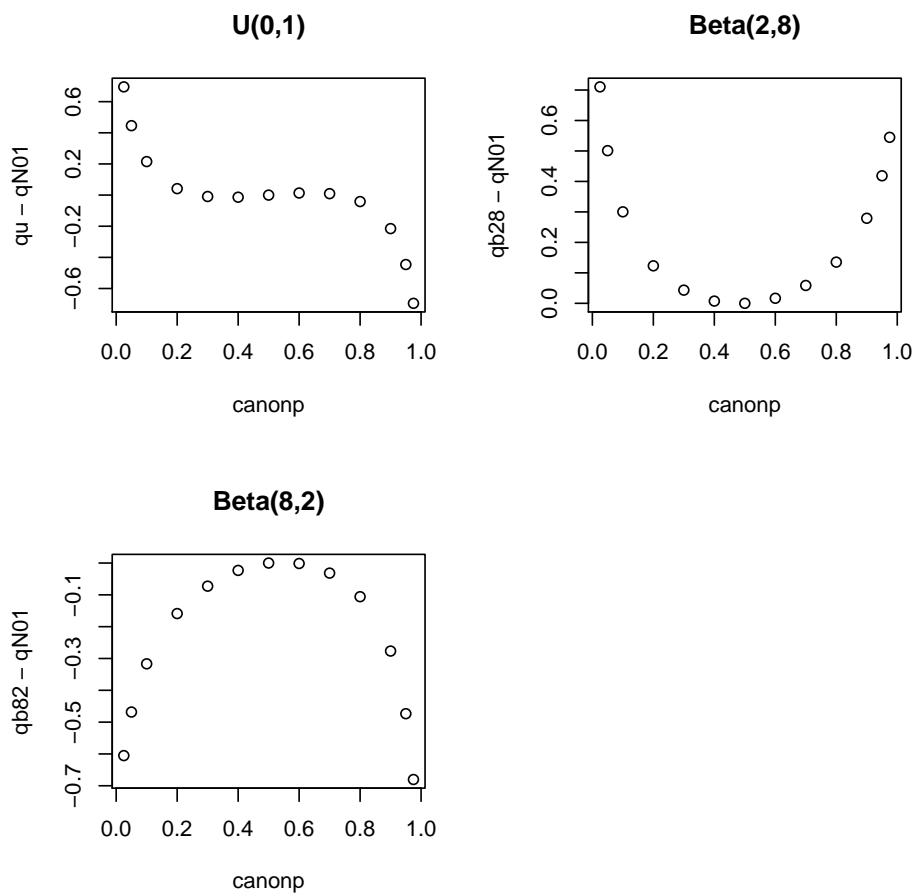 U(0,1)
qu − qN01
0.6
0.2
−0.2
−0.6
0.0 0.2 0.4 0.6 0.8 1.0
canonp
Beta(2,8)
qb28 − qN01
0.6
0.4
0.2
0.0
0.0 0.2 0.4 0.6 0.8 1.0
canonp
Beta(8,2)
qb82 − qN01
−0.1
−0.3
−0.5
−0.7
0.0 0.2 0.4 0.6 0.8 1.0
canonp